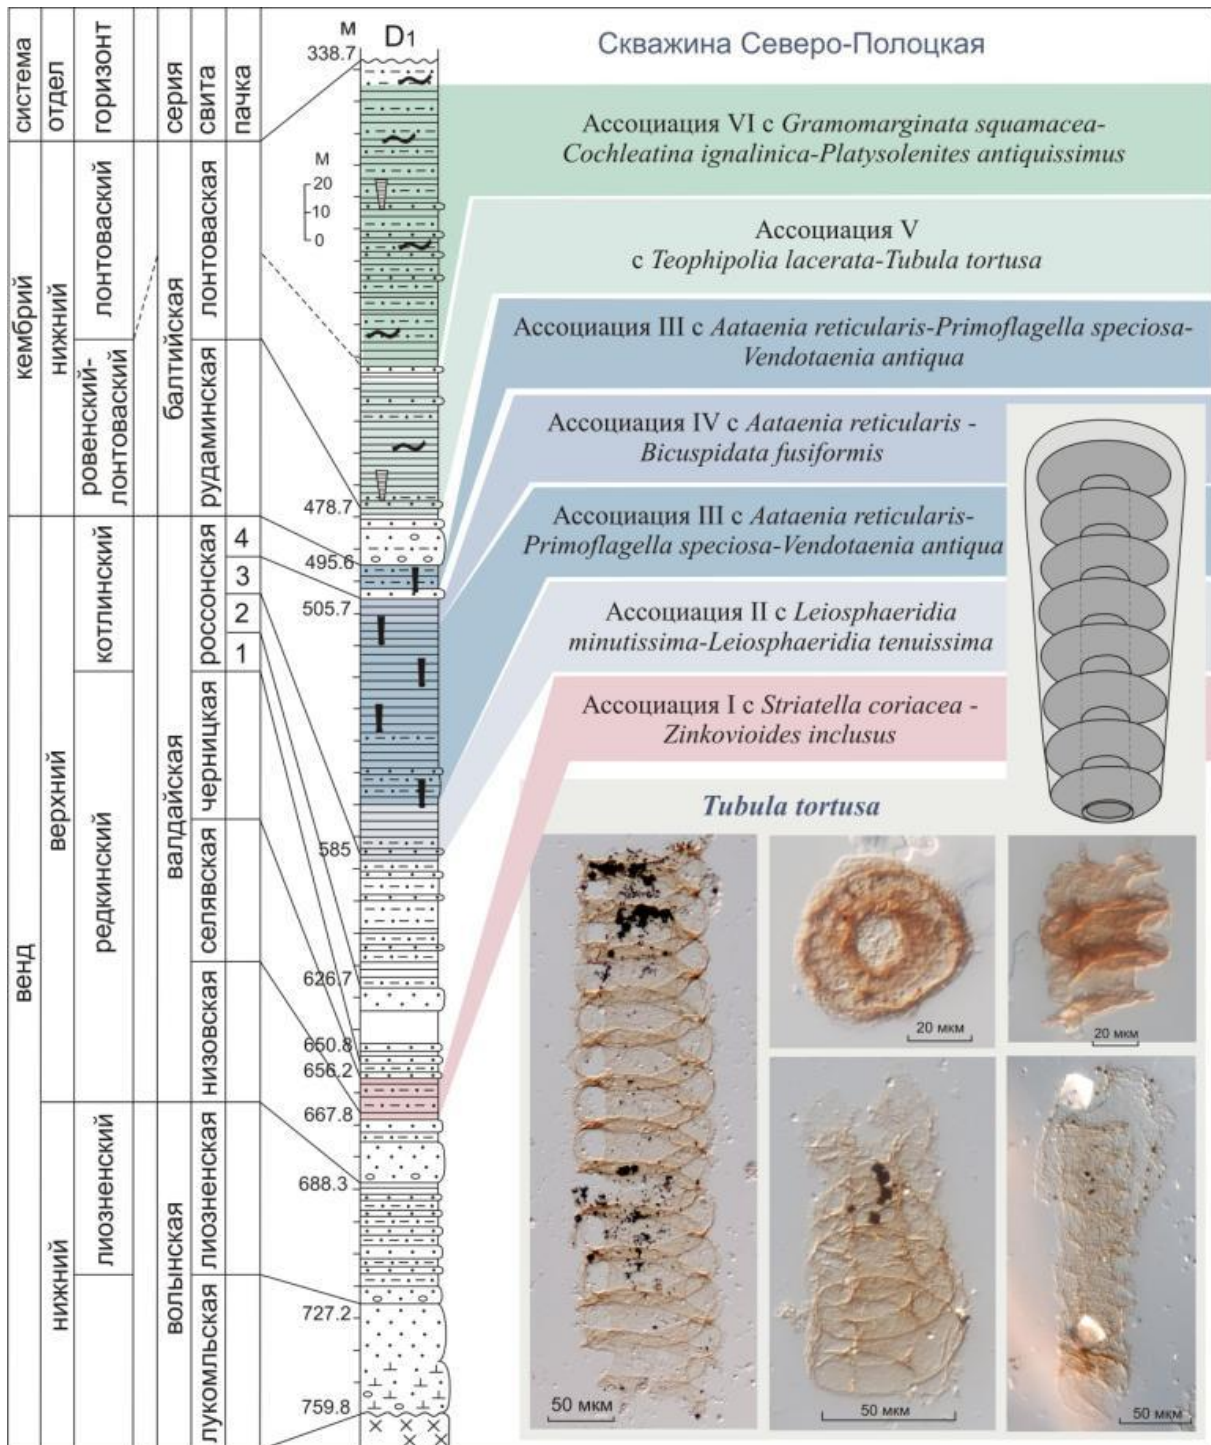 система
отдел
горизонт
серия
свита
пачка
м
D1
338.7
Скважина Северо-Полоцкая
кембрий
нижний
лонтоваский
ровенский-
лонтоваский
балтийская
лонтоваская
рудаминская
м
20
10
0
478.7
495.6
505.7
585
626.7
650.8
656.2
667.8
688.3
727.2
759.8
венд
верхний
котлинский
редкинский
валдайская
россонская
4
3
2
1
черницкая
селявская
низовская
нижний
лиозненский
волынская
лиозненская
лукомльская
Ассоциация VI с Gramomarginata squamacea-
Cochleatina ignalinica-Platysolenites antiquissimus
Ассоциация V
с Teophipolia lacerata-Tubula tortusa
Ассоциация III с Aataenia reticularis-Primoflagella speciosa-
Vendotaenia antiqua
Ассоциация IV с Aataenia reticularis -
Bicuspidata fusiformis
Ассоциация III с Aataenia reticularis-
Primoflagella speciosa-Vendotaenia antiqua
Ассоциация II с Leiosphaeridia
minutissima-Leiosphaeridia tenuissima
Ассоциация I с Striatella coriacea -
Zinkovioides inclusus
Tubula tortusa
20 мкм
20 мкм
50 мкм
50 мкм
50 мкм